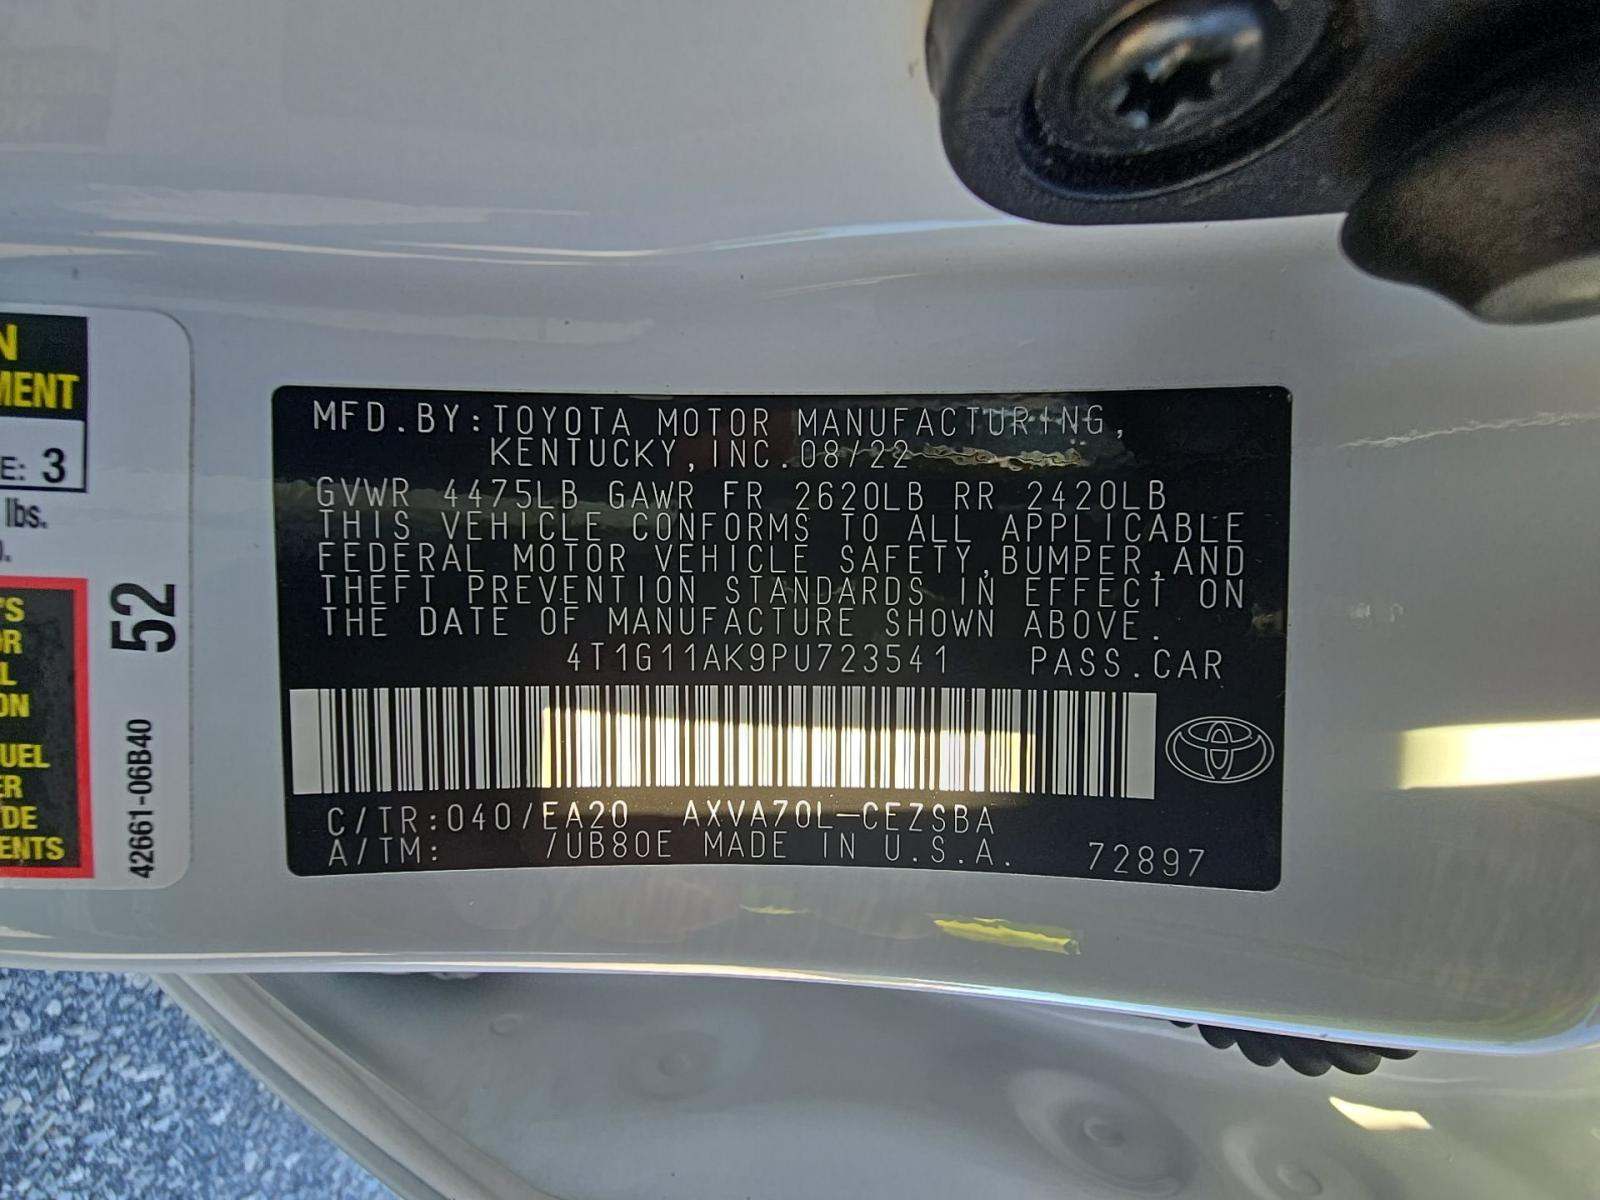 N
MENT
E: 3
lbs.
52
42661-06B40
UEL
ER
DE
ENTS
MFD.BY:TOYOTA MOTOR MANUFACTURING,
KENTUCKY,INC.08/22
GVWR 4475LB GAWR FR 2620LB RR 2420LB
THIS VEHICLE CONFORMS TO ALL APPLICABLE
FEDERAL MOTOR VEHICLE SAFETY,BUMPER,AND
THEFT PREVENTION STANDARDS IN EFFECT ON
THE DATE OF MANUFACTURE SHOWN ABOVE.
4T1G11AK9PU723541 PASS.CAR
C/TR:040/EA20 AXVA70L-CEZSBA
A/TM: /UB80E MADE IN U.S.A. 72897